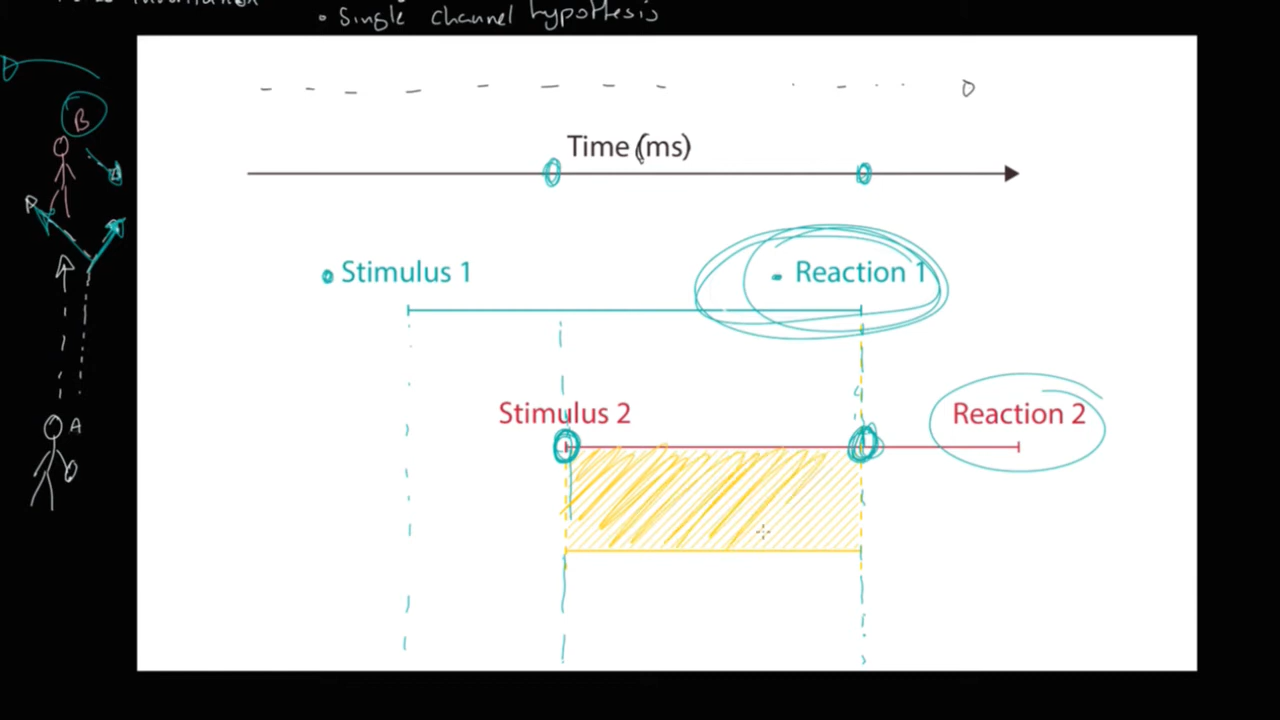 • Single channel hypothesis
B
A
Time (ms)
• Stimulus 1
- Reaction 1
Stimulus 2
Reaction 2
A